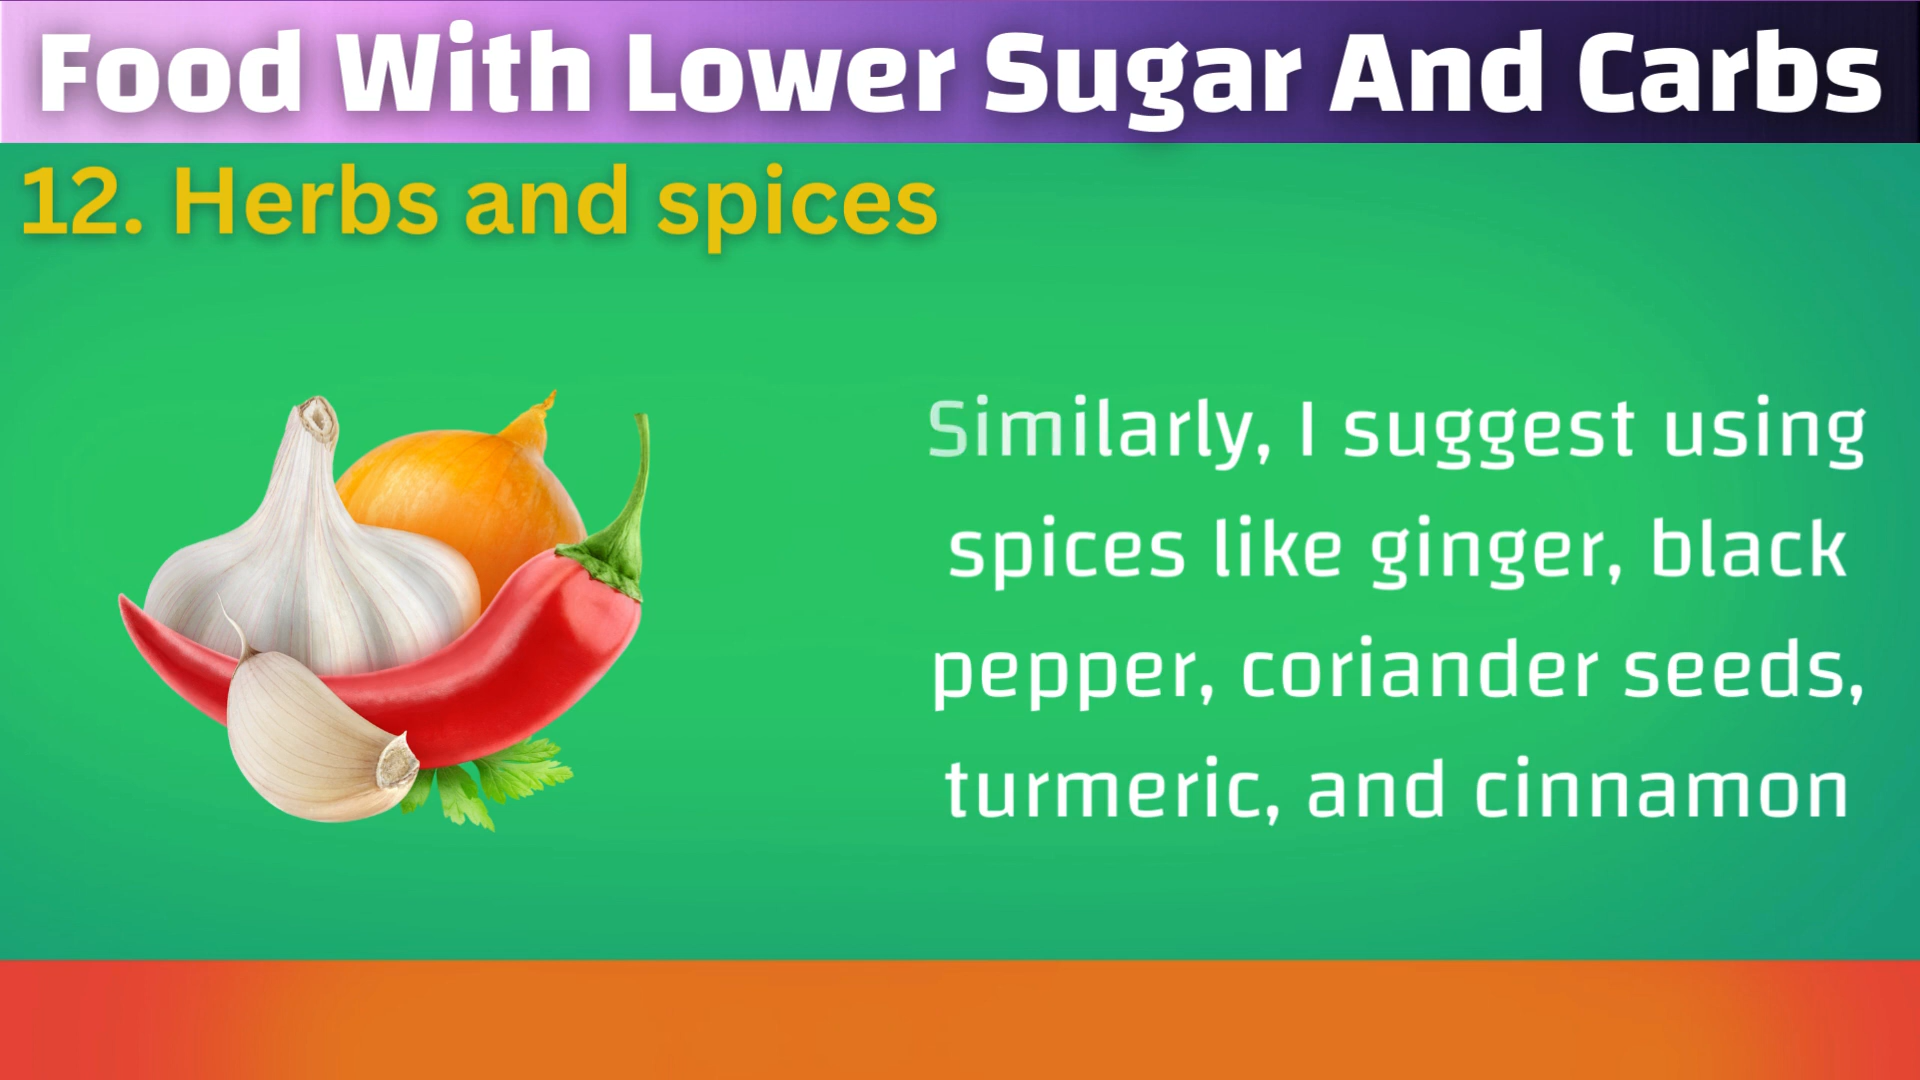 Food With Lower Sugar And Carbs
12. Herbs and spices
Similarly, I suggest using
spices like ginger, black
pepper, coriander seeds,
turmeric, and cinnamon